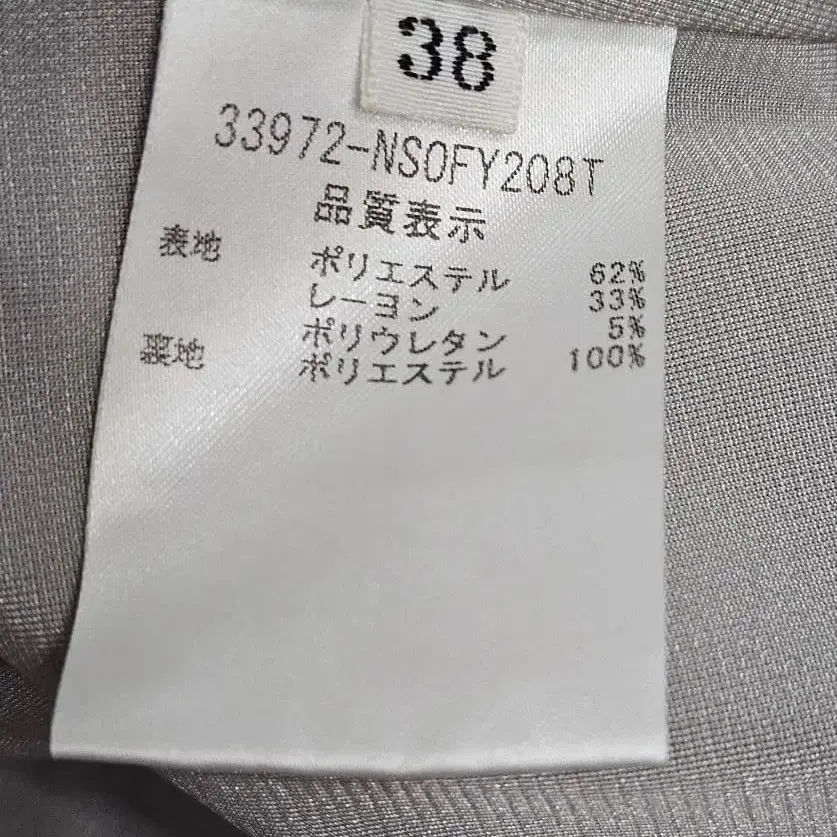 38
33972-NS0FY208T
品質表示
表地 ポリエステル 62%
レーヨン 33%
ポリウレタン 5%
裏地 ポリエステル 100%